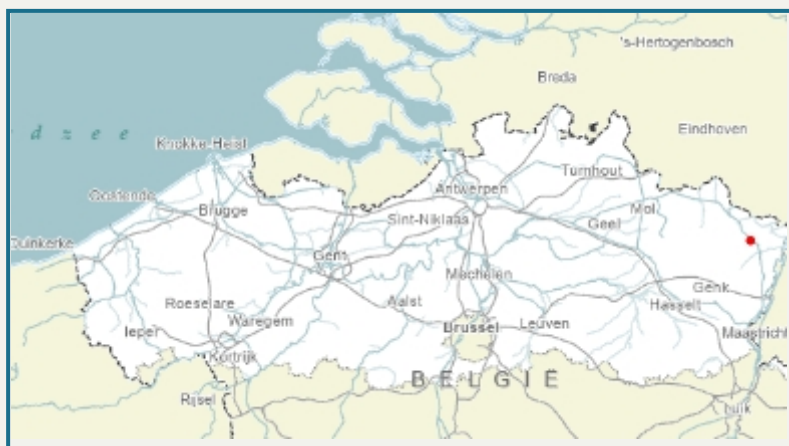 's-Hertogenbosch
Breda
Eindhoven
d z e e
Knokke-Heist
Turnhout
Antwerpen
Oostende
Brugge
Sint-Niklaas
Geel
Mol
Duinkerke
Gent
Mechelen
Genk
Roeselare
Aalst
Hasselt
Ieper
Waregem
Brussel
Leuven
Maastricht
Kortrijk
BELGIË
Rijsel
Luik